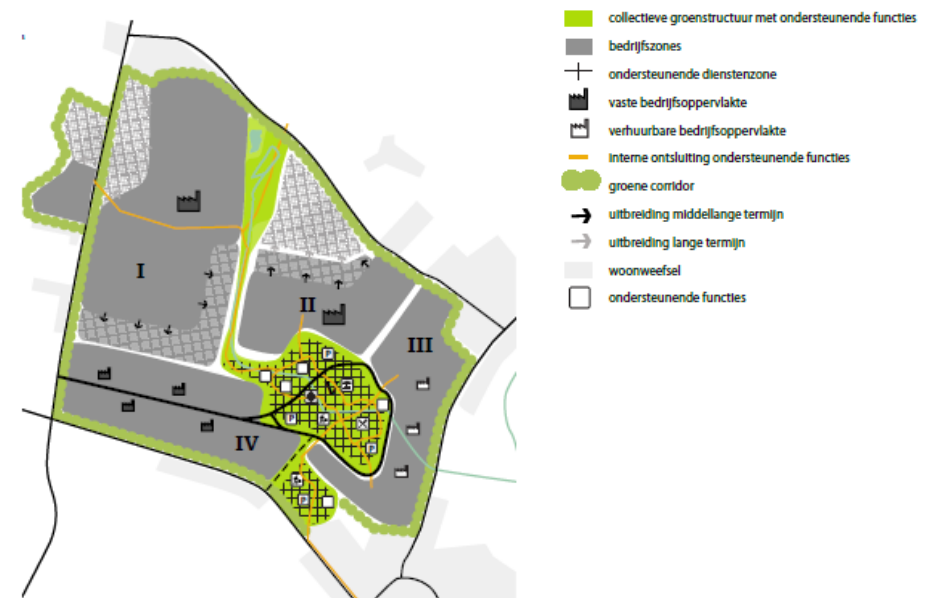 collectieve groenstructuur met ondersteunende functies
bedrijfszones
ondersteunende dienstenzone
vaste bedrijfsoppervlakte
verhuurbare bedrijfsoppervlakte
interne ontsluiting ondersteunende functies
groene corridor
uitbreiding middellange termijn
uitbreiding lange termijn
woonweefsel
ondersteunende functies
I
II
III
IV
P
P
P
P